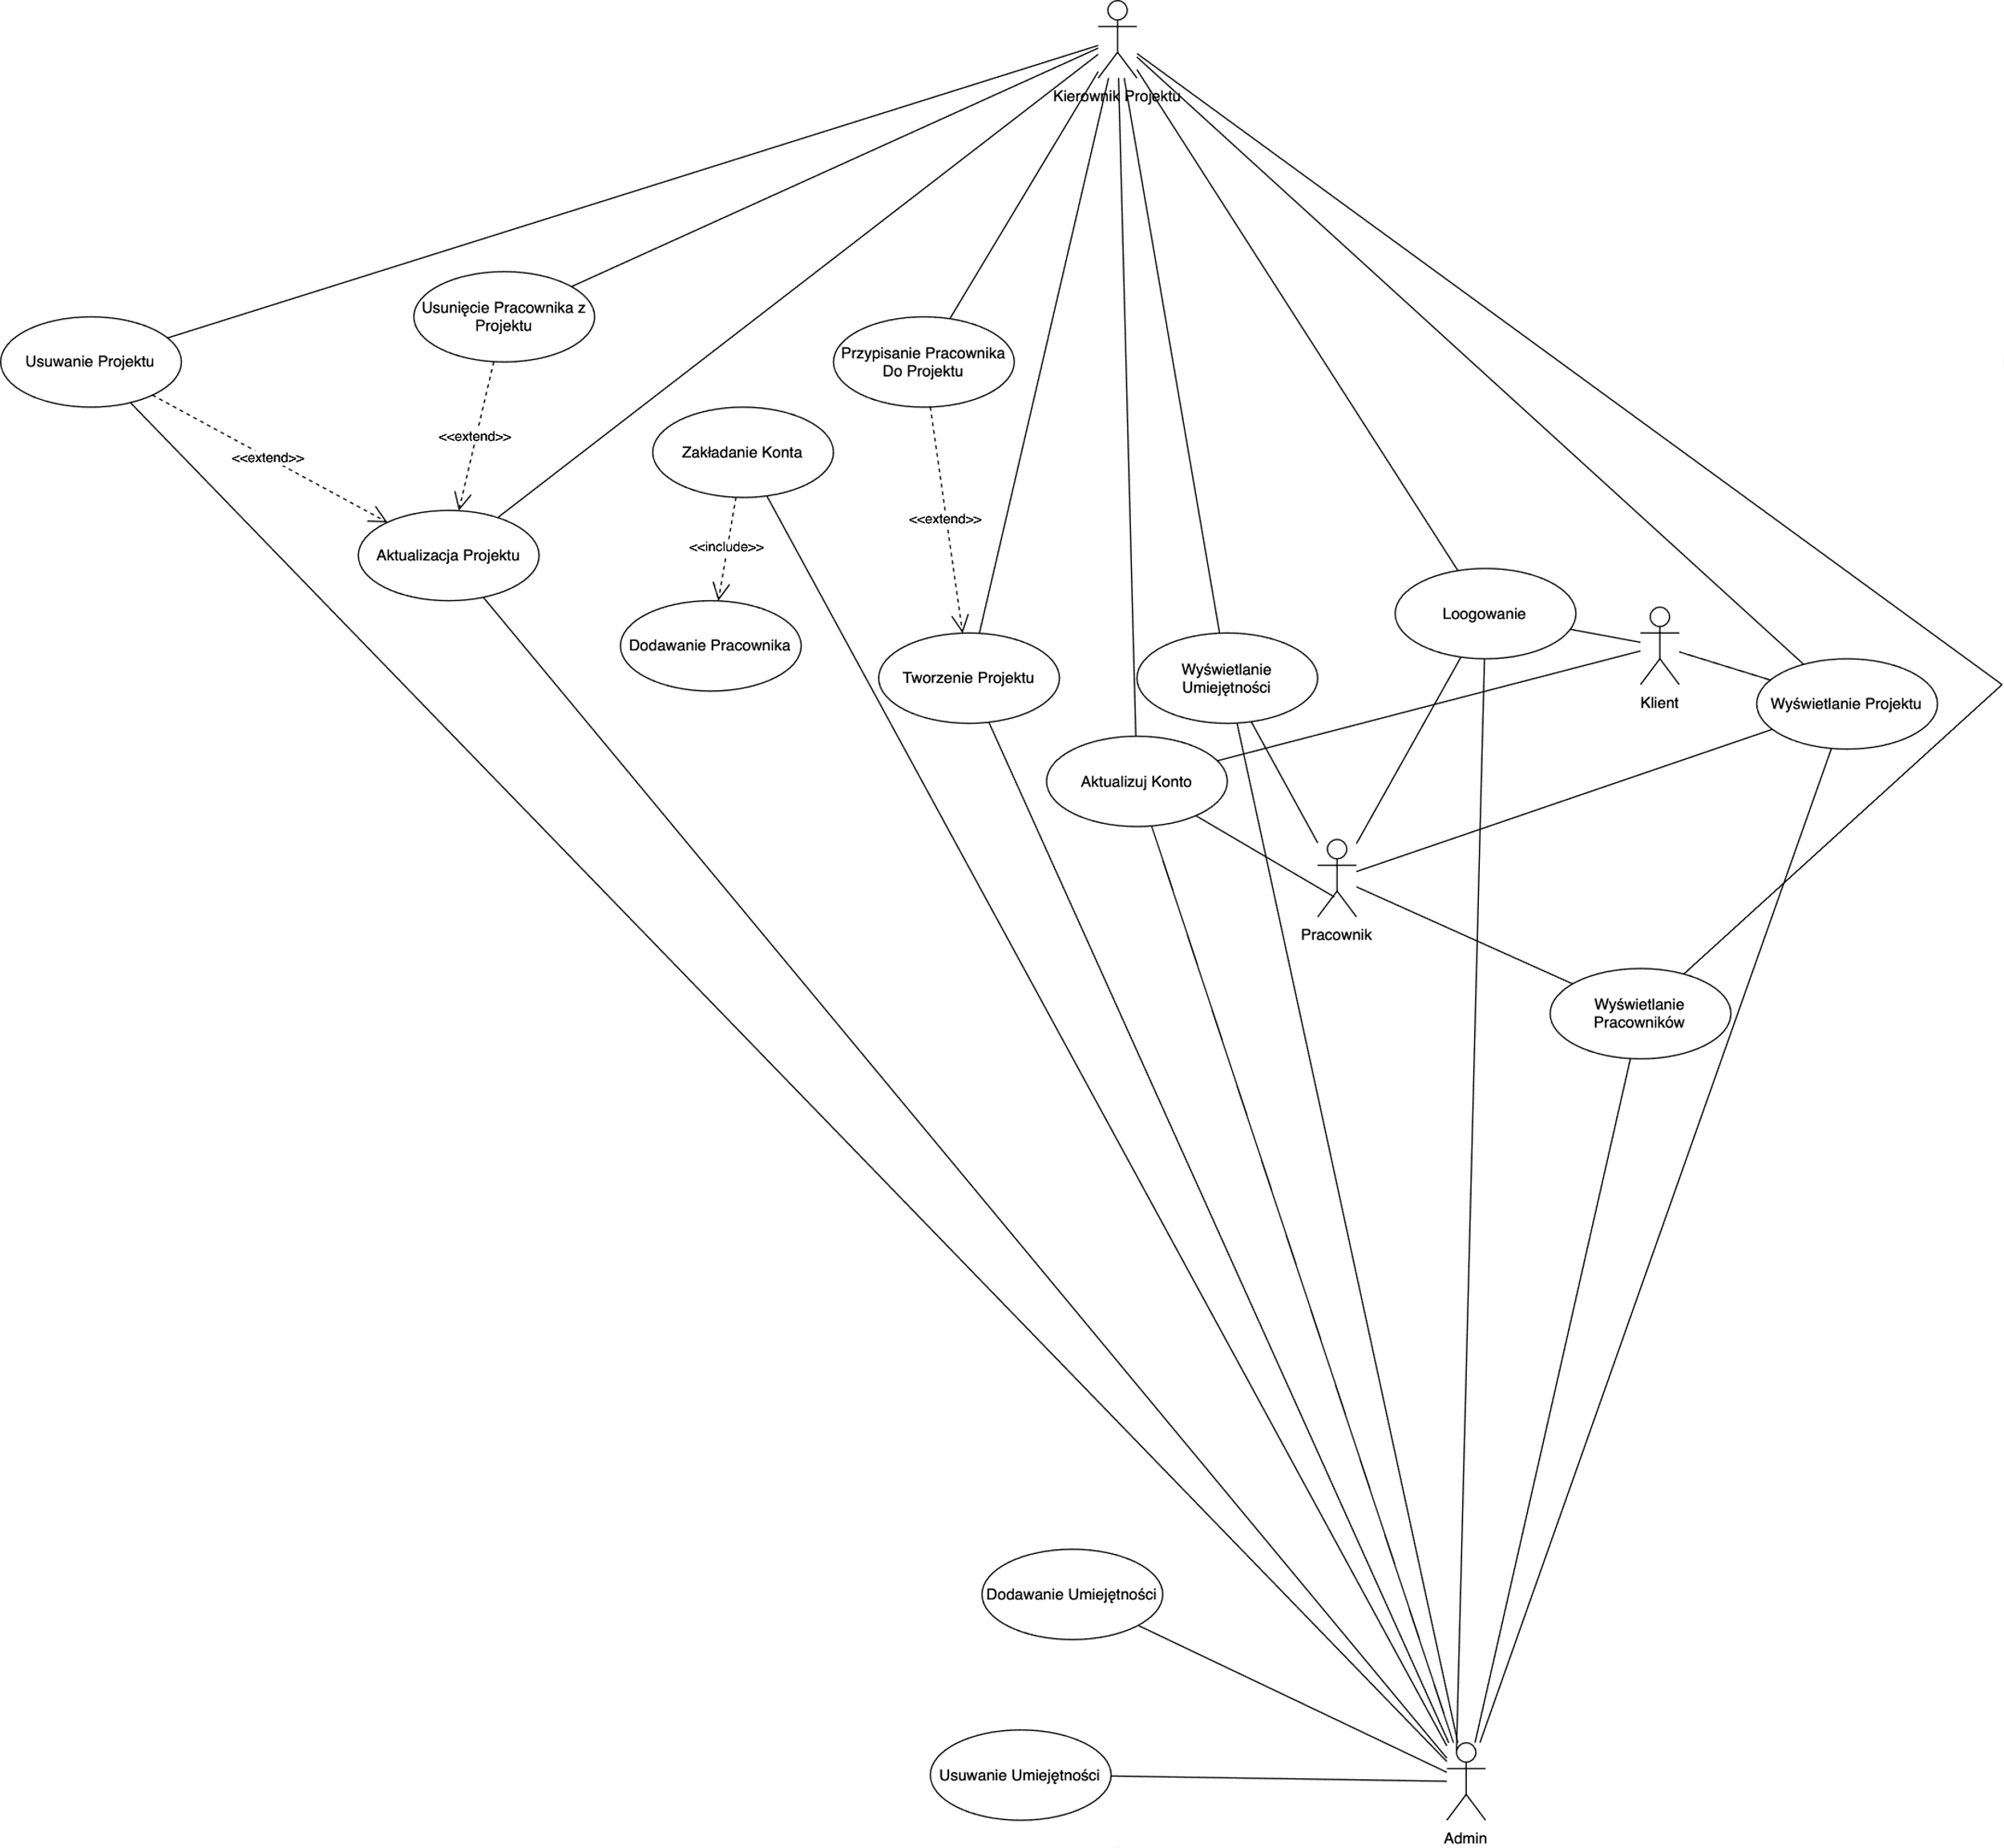 Kierownik Projektu
Usunięcie Pracownika z
Projektu
Usuwanie Projektu
Przypisanie Pracownika
Do Projektu
<<extend>>
<<extend>>
Zakładanie Konta
<<extend>>
<<include>>
Aktualizacja Projektu
Loogowanie
Dodawanie Pracownika
Tworzenie Projektu
Wyświetlanie
Umiejętności
Klient
Wyświetlanie Projektu
Aktualizuj Konto
Pracownik
Wyświetlanie
Pracowników
Dodawanie Umiejętności
Usuwanie Umiejętności
Admin